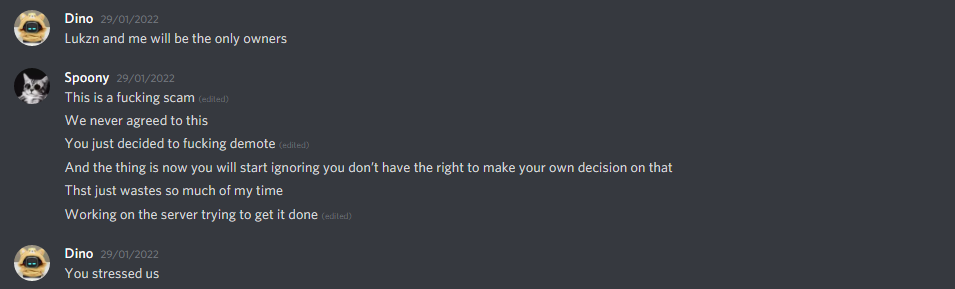 Dino 29/01/2022
Lukzn and me will be the only owners
Spoony 29/01/2022
This is a fucking scam (edited)
We never agreed to this
You just decided to fucking demote (edited)
And the thing is now you will start ignoring you don't have the right to make your own decision on that
Thst just wastes so much of my time
Working on the server trying to get it done (edited)
Dino 29/01/2022
You stressed us